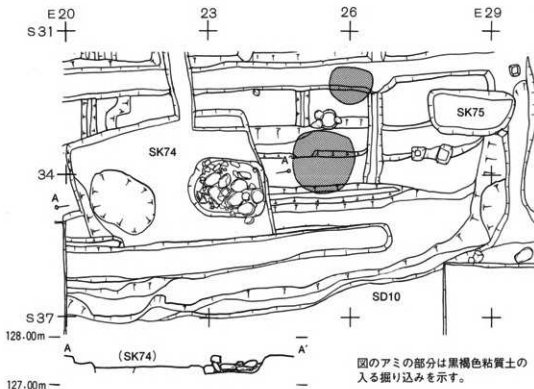 E20 23 26 E29
S31
SK75
SK74
A A'
34
A
S37
SD10
128.00m
A (SK74) A'
127.00m
図のアミの部分は黒褐色粘質土の
入る掘り込みを示す。